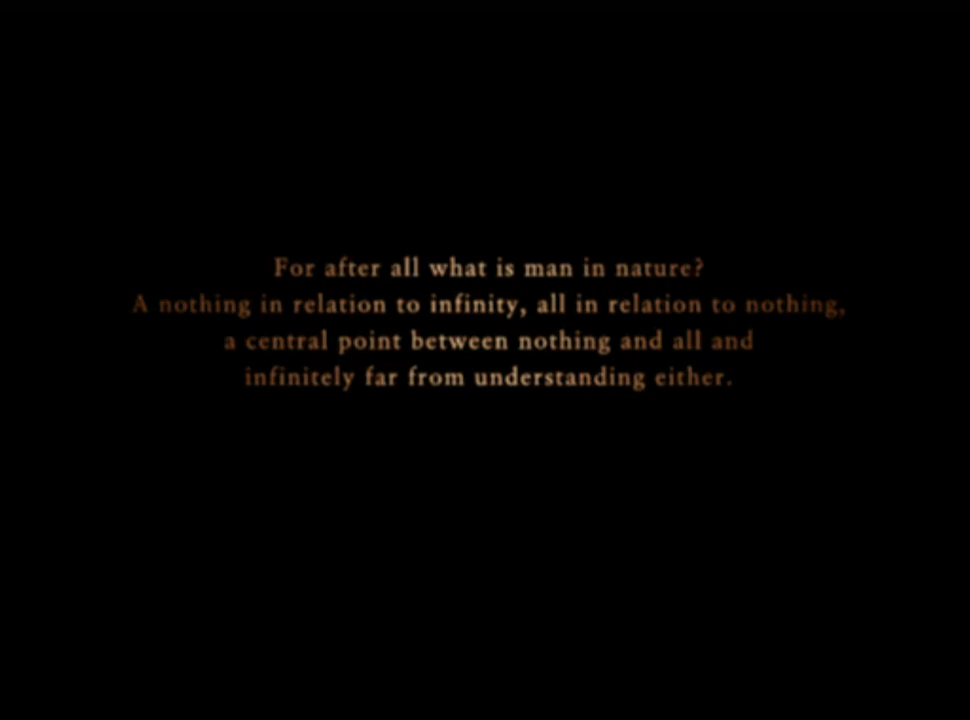 For after all what is man in nature?
A nothing in relation to infinity, all in relation to nothing,
a central point between nothing and all and
infinitely far from understanding either.